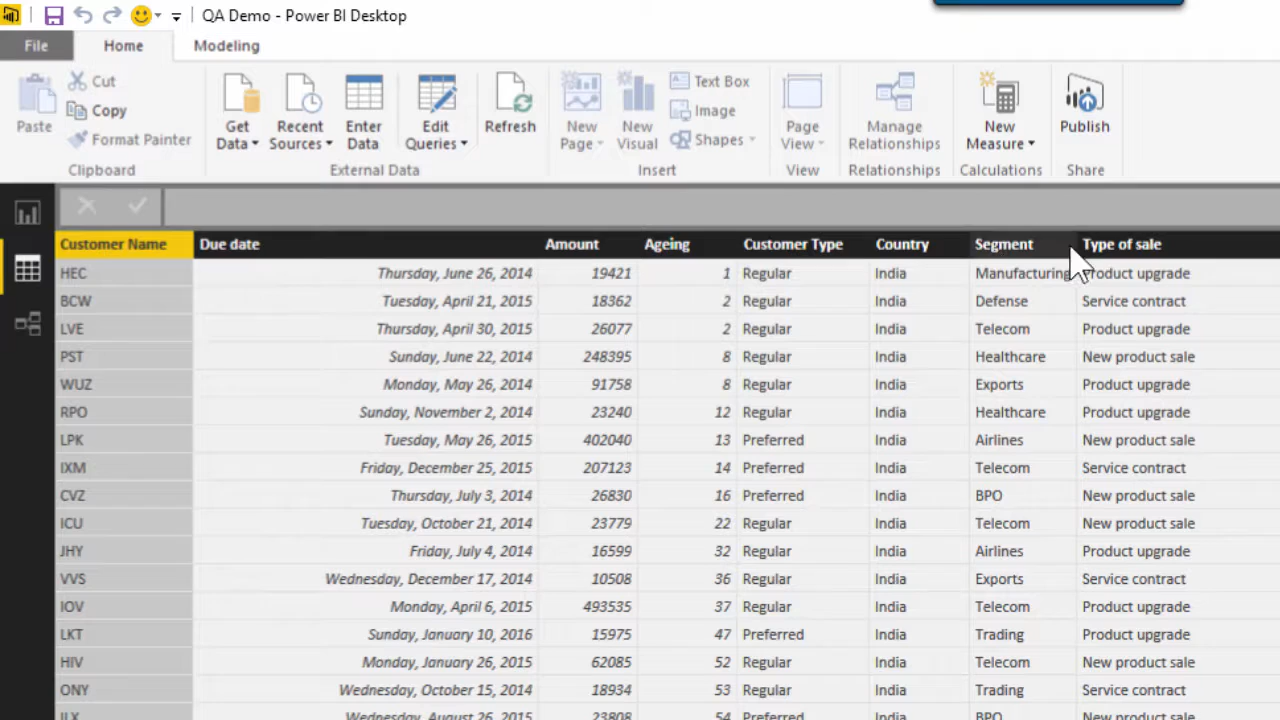 QA Demo - Power BI Desktop
File Home Modeling
Paste Cut Copy Format Painter Clipboard
Get Data Recent Sources Enter Data Edit Queries Refresh External Data
New Page New Visual Text Box Image Shapes Insert
Page View View
Manage Relationships Relationships
New Measure Calculations
Publish Share
Customer Name Due date Amount Ageing Customer Type Country Segment Type of sale
HEC Thursday, June 26, 2014 19421 1 Regular India Manufacturing Product upgrade
BCW Tuesday, April 21, 2015 18362 2 Regular India Defense Service contract
LVE Thursday, April 30, 2015 26077 2 Regular India Telecom Product upgrade
PST Sunday, June 22, 2014 248395 8 Regular India Healthcare New product sale
WUZ Monday, May 26, 2014 91758 8 Regular India Exports Product upgrade
RPO Sunday, November 2, 2014 23240 12 Regular India Healthcare Product upgrade
LPK Tuesday, May 26, 2015 402040 13 Preferred India Airlines New product sale
IXM Friday, December 25, 2015 207123 14 Preferred India Telecom Service contract
CVZ Thursday, July 3, 2014 26830 16 Preferred India BPO New product sale
ICU Tuesday, October 21, 2014 23779 22 Regular India Telecom New product sale
JHY Friday, July 4, 2014 16599 32 Regular India Airlines Product upgrade
VVS Wednesday, December 17, 2014 10508 36 Regular India Exports Service contract
IOV Monday, April 6, 2015 493535 37 Regular India Telecom Product upgrade
LKT Sunday, January 10, 2016 15975 47 Preferred India Trading Product upgrade
HIV Monday, January 26, 2015 62085 52 Regular India Telecom New product sale
ONY Wednesday, October 15, 2014 18934 53 Regular India Trading Service contract
Wednesday, August 26, 2015 23808 54 Preferred India BPO New product sale